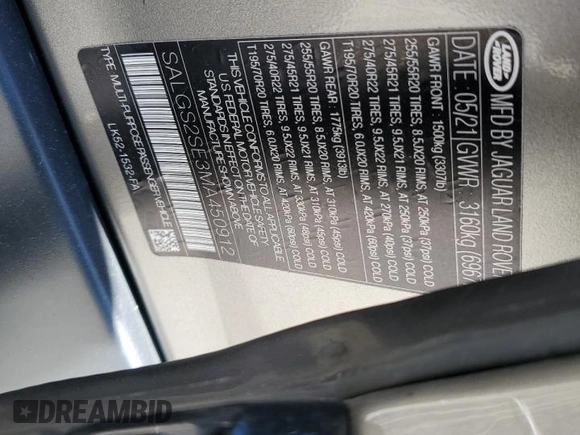 LAND
ROVER
MFD BY JAGUAR LAND ROVER
DATE: 05/21 GVWR 3160kg
GAWR FRONT : 1500kg (3307lb)
255/55R20 TIRES, 8.5JX20 RIMS, AT 250kPa (37psi) COLD
275/45R21 TIRES, 9.5JX21 RIMS, AT 250kPa (37psi) COLD
275/40R22 TIRES, 9.5JX22 RIMS, AT 270kPa (40psi) COLD
T195/70R20 TIRES, 6.0JX20 RIMS, AT 420kPa (60psi) COLD
GAWR REAR : 1775kg (3913lb)
255/55R20 TIRES, 8.5JX20 RIMS, AT 310kPa (45psi) COLD
275/45R21 TIRES, 9.5JX21 RIMS, AT 310kPa (45psi) COLD
275/40R22 TIRES, 9.5JX22 RIMS, AT 330kPa (48psi) COLD
T195/70R20 TIRES, 6.0JX20 RIMS, AT 420kPa (60psi) COLD
THIS VEHICLE CONFORMS TO ALL APPLICABLE
US FEDERAL MOTOR VEHICLE SAFETY
STANDARDS IN EFFECT ON THE DATE OF
MANUFACTURE SHOWN ABOVE.
SALGS2SE3MA450912
TYPE: MULTI-PURPOSE PASSENGER VEHICLE
LK52-1532-FA
DREAMBID